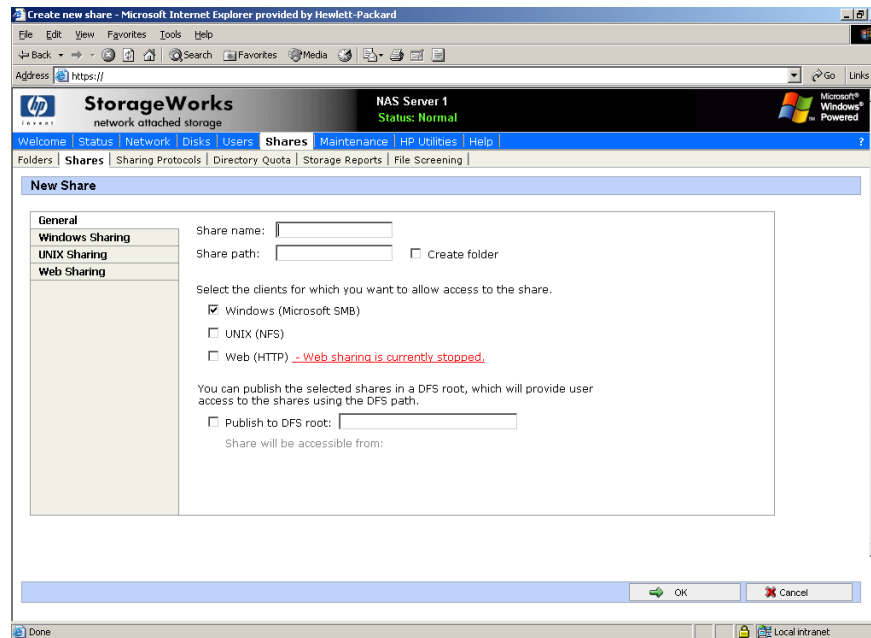 Create new share - Microsoft Internet Explorer provided by Hewlett-Packard
File Edit View Favorites Tools Help
Back Search Favorites Media
Address https:// Go Links
hp invent
StorageWorks
network attached storage
NAS Server 1
Status: Normal
Microsoft® Windows® Powered
Welcome | Status | Network | Disks | Users | Shares | Maintenance | HP Utilities | Help | ?
Folders | Shares | Sharing Protocols | Directory Quota | Storage Reports | File Screening |
New Share
General
Windows Sharing
UNIX Sharing
Web Sharing
Share name:
Share path: Create folder
Select the clients for which you want to allow access to the share.
Windows (Microsoft SMB)
UNIX (NFS)
Web (HTTP) - Web sharing is currently stopped.
You can publish the selected shares in a DFS root, which will provide user
access to the shares using the DFS path.
Publish to DFS root:
Share will be accessible from:
OK Cancel
Done Local intranet